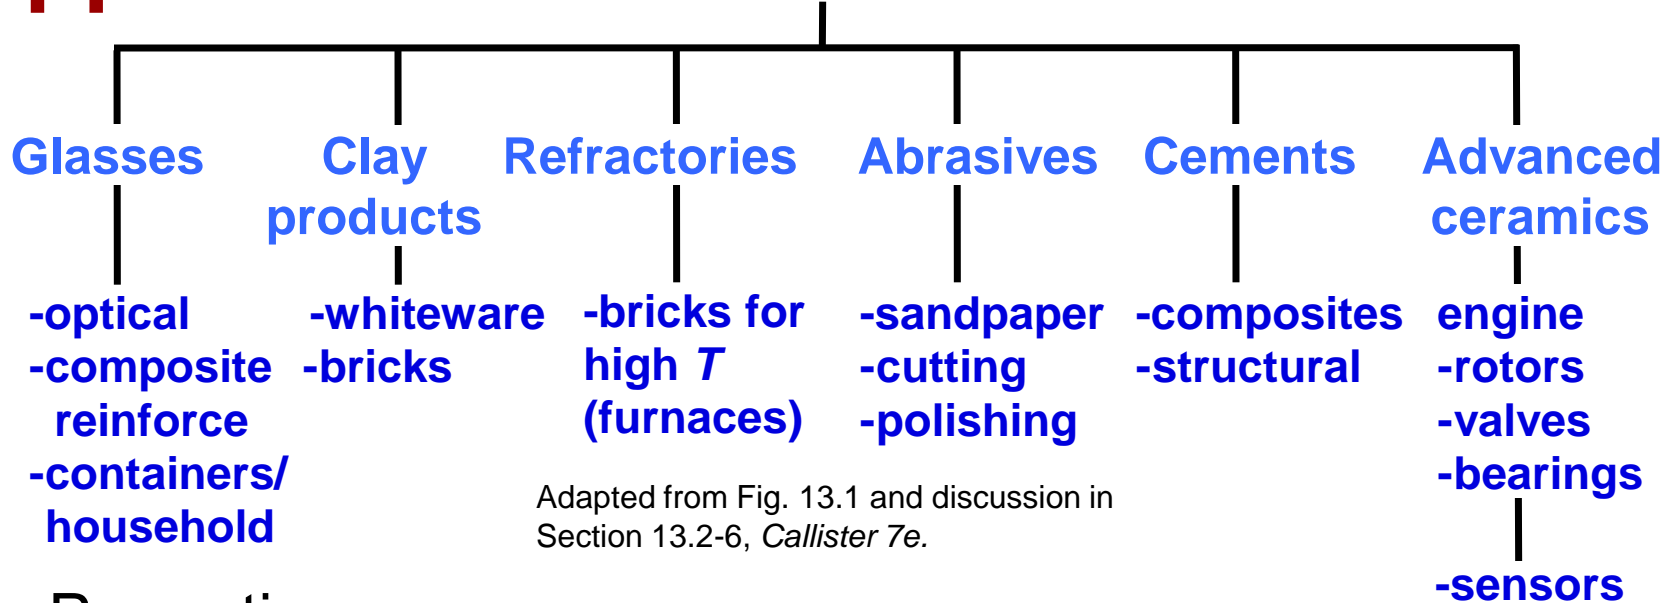 Glasses
Clay
products
Refractories
Abrasives
Cements
Advanced
ceramics
-optical
-composite
reinforce
-containers/
household
-whiteware
-bricks
-bricks for
high T
(furnaces)
-sandpaper
-cutting
-polishing
-composites
-structural
engine
-rotors
-valves
-bearings
-sensors
Adapted from Fig. 13.1 and discussion in
Section 13.2-6, Callister 7e.